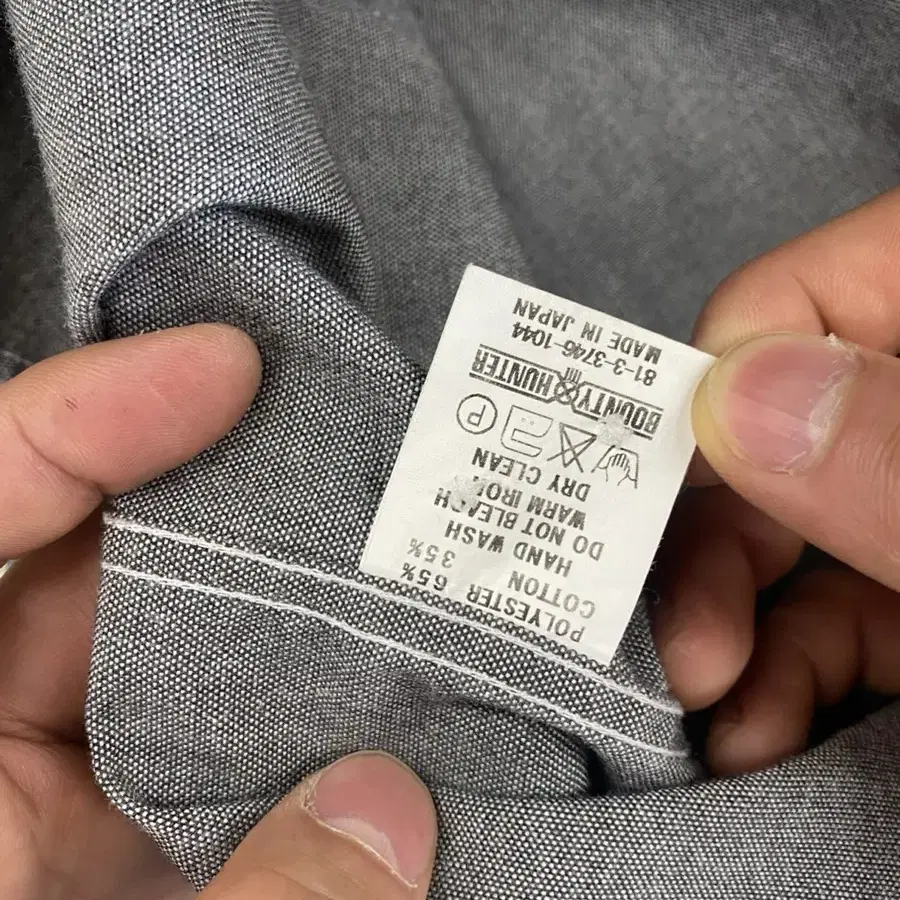 POLYESTER 65%
COTTON 35%
HAND WASH
DO NOT BLEACH
WARM IRON
DRY CLEAN
P
BOUNTY HUNTER
81-3-3746-1044
MADE IN JAPAN